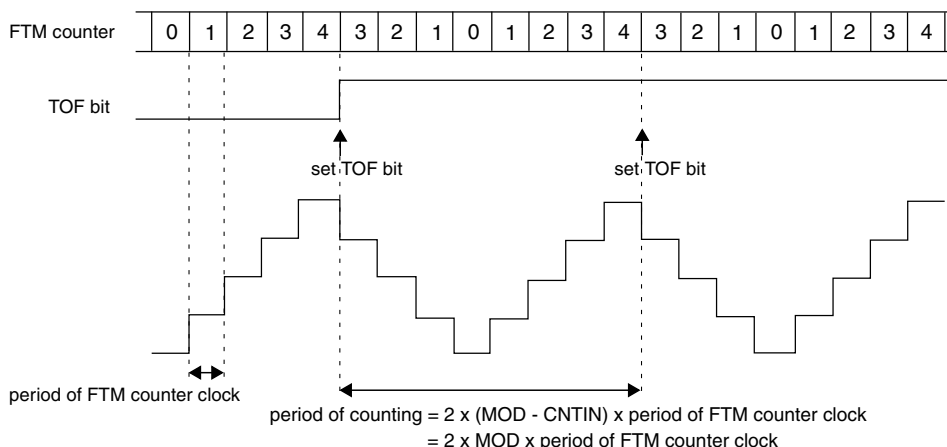 FTM counter 0 1 2 3 4 3 2 1 0 1 2 3 4 3 2 1 0 1 2 3 4
TOF bit
set TOF bit set TOF bit
period of FTM counter clock
period of counting = 2 x (MOD - CNTIN) x period of FTM counter clock
= 2 x MOD x period of FTM counter clock